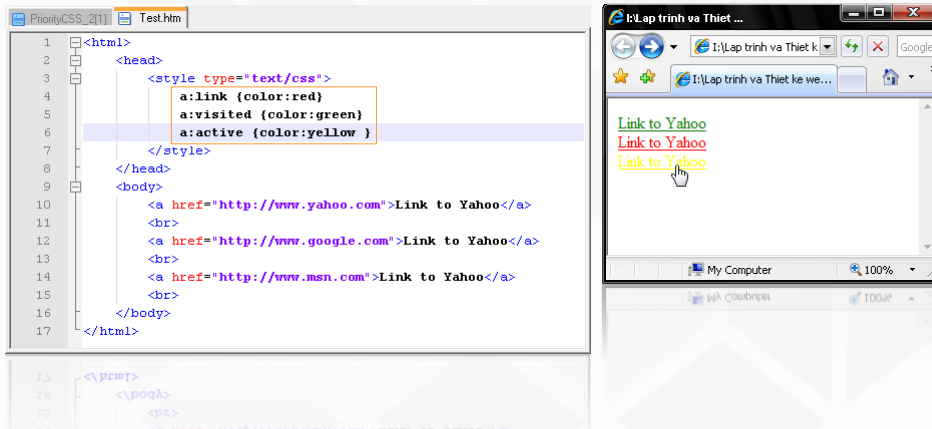 PriorityCSS_2[1] Test.htm
1 <html>
2 <head>
3 <style type="text/css">
4 a:link {color:red}
5 a:visited {color:green}
6 a:active {color:yellow }
7 </style>
8 </head>
9 <body>
10 <a href="http://www.yahoo.com">Link to Yahoo</a>
11 <br>
12 <a href="http://www.google.com">Link to Yahoo</a>
13 <br>
14 <a href="http://www.msn.com">Link to Yahoo</a>
15 <br>
16 </body>
17 </html>
I:\Lap trinh va Thiet ...
I:\Lap trinh va Thiet k Google
I:\Lap trinh va Thiet ke we...
Link to Yahoo
Link to Yahoo
Link to Yahoo
My Computer 100%